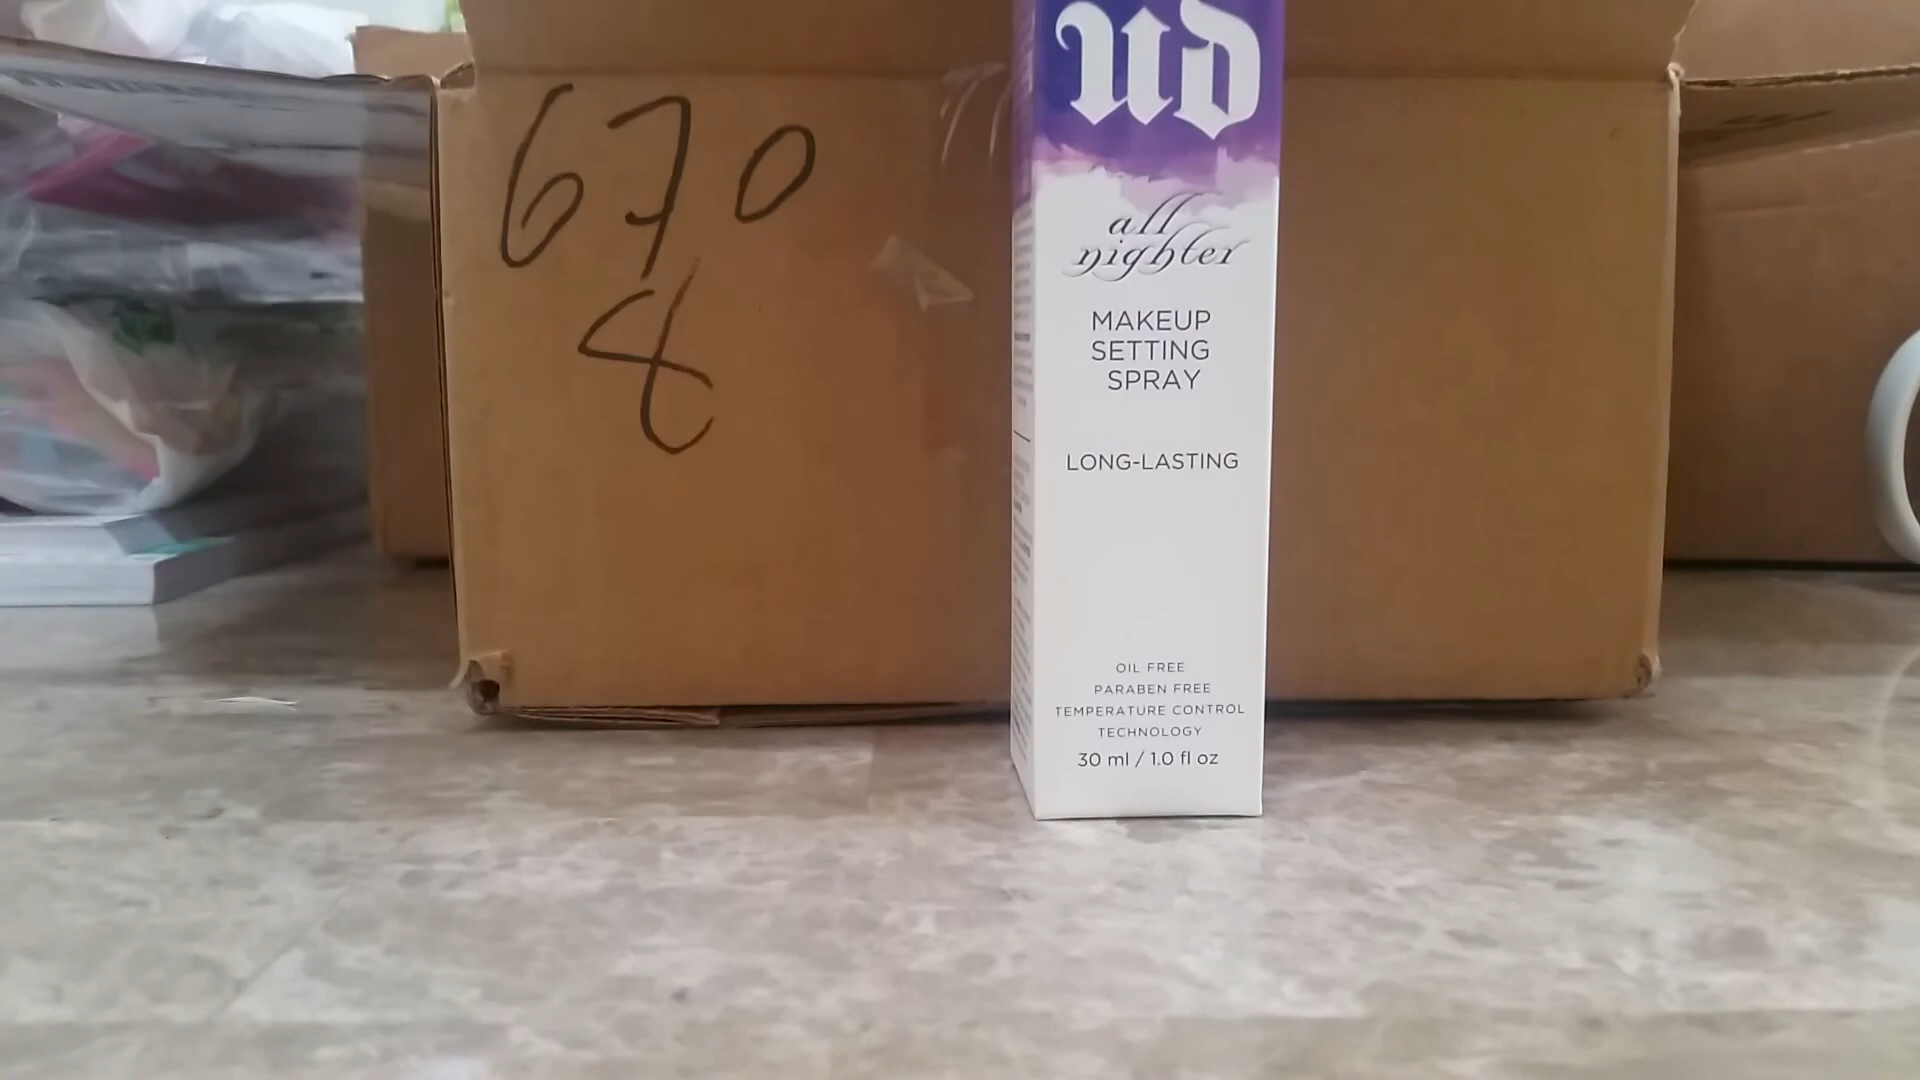 670
8
UD
all
nighter
MAKEUP
SETTING
SPRAY
LONG-LASTING
OIL FREE
PARABEN FREE
TEMPERATURE CONTROL
TECHNOLOGY
30 ml / 1.0 fl oz